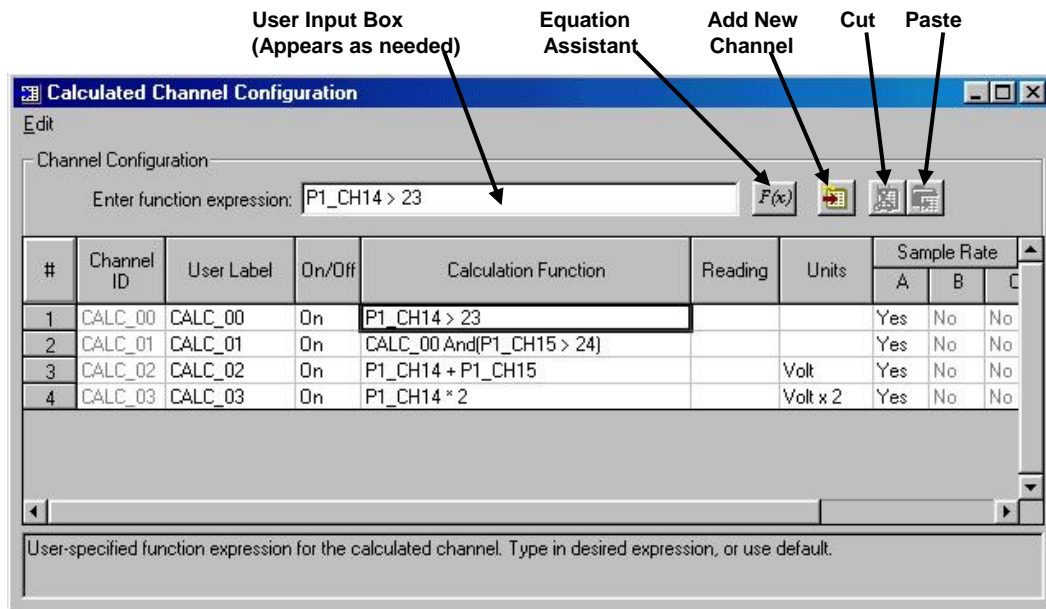 User Input Box Equation Add New Cut Paste
(Appears as needed) Assistant Channel
Calculated Channel Configuration
Edit
Channel Configuration
Enter function expression: P1_CH14 > 23 F(x)
# Channel ID User Label On/Off Calculation Function Reading Units Sample Rate
A B C
1 CALC_00 CALC_00 On P1_CH14 > 23 Yes No No
2 CALC_01 CALC_01 On CALC_00 And(P1_CH15 > 24) Yes No No
3 CALC_02 CALC_02 On P1_CH14 + P1_CH15 Volt Yes No No
4 CALC_03 CALC_03 On P1_CH14 * 2 Volt x 2 Yes No No
User-specified function expression for the calculated channel. Type in desired expression, or use default.